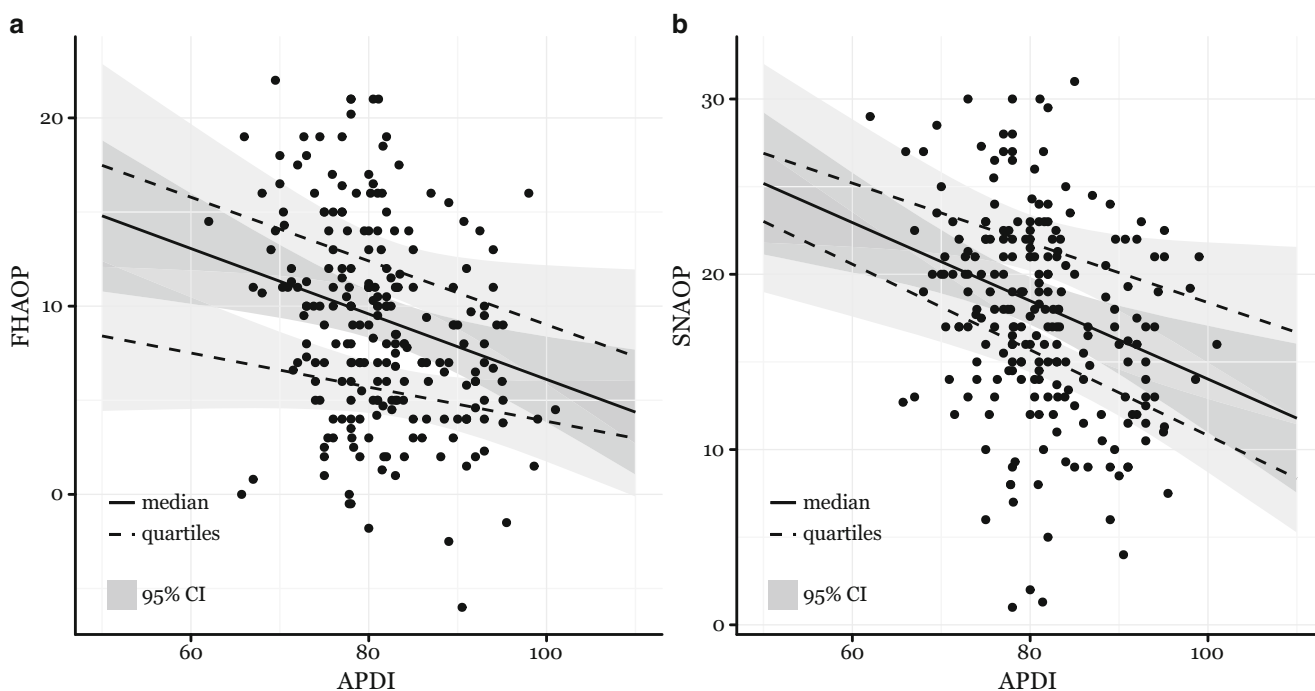 a
FHAOP
20
10
0
median
quartiles
95% CI
60
80
100
APDI
b
SNAOP
30
20
10
0
median
quartiles
95% CI
60
80
100
APDI